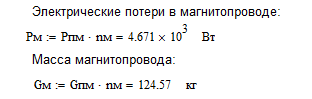 Электрические потери в магнитопроводе:
Pм := Pпм · nм = 4.671 × 10³ Вт
Масса магнитопровода:
Gм := Gпм · nм = 124.57 кг